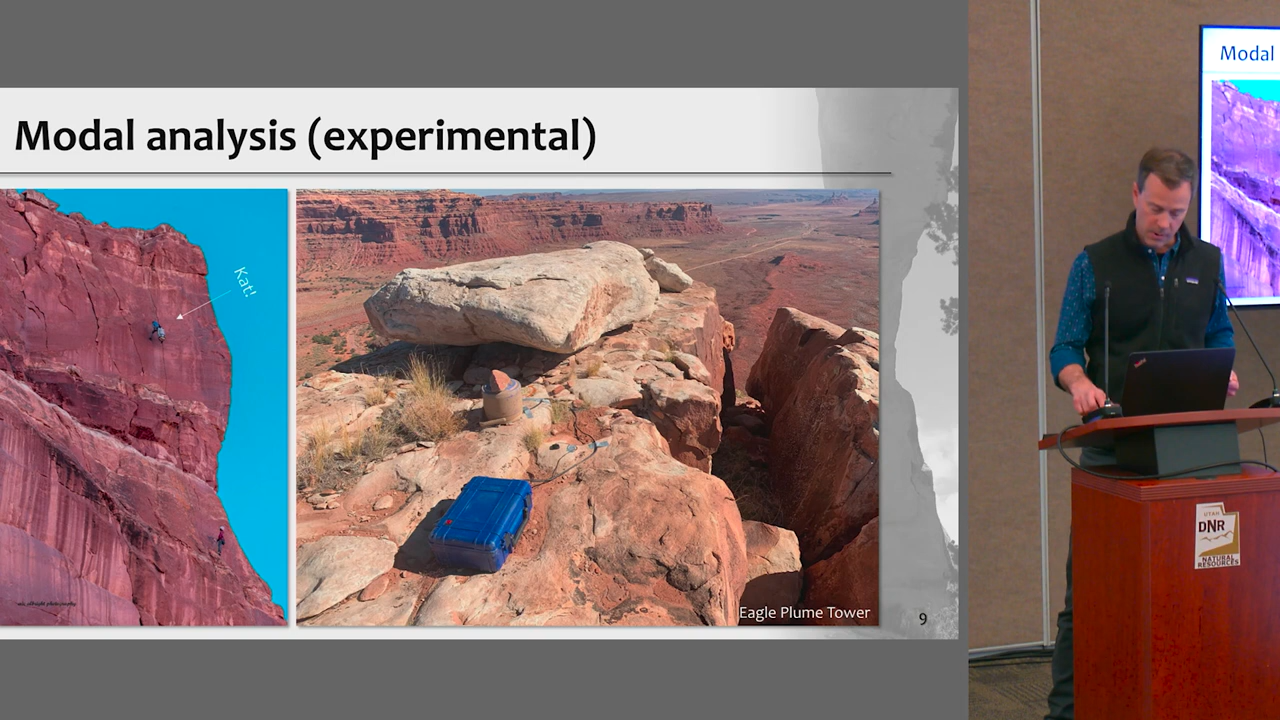 Modal analysis (experimental)
Kat!
Eagle Plume Tower
9
Modal
UTAH
DNR
NATURAL
RESOURCES